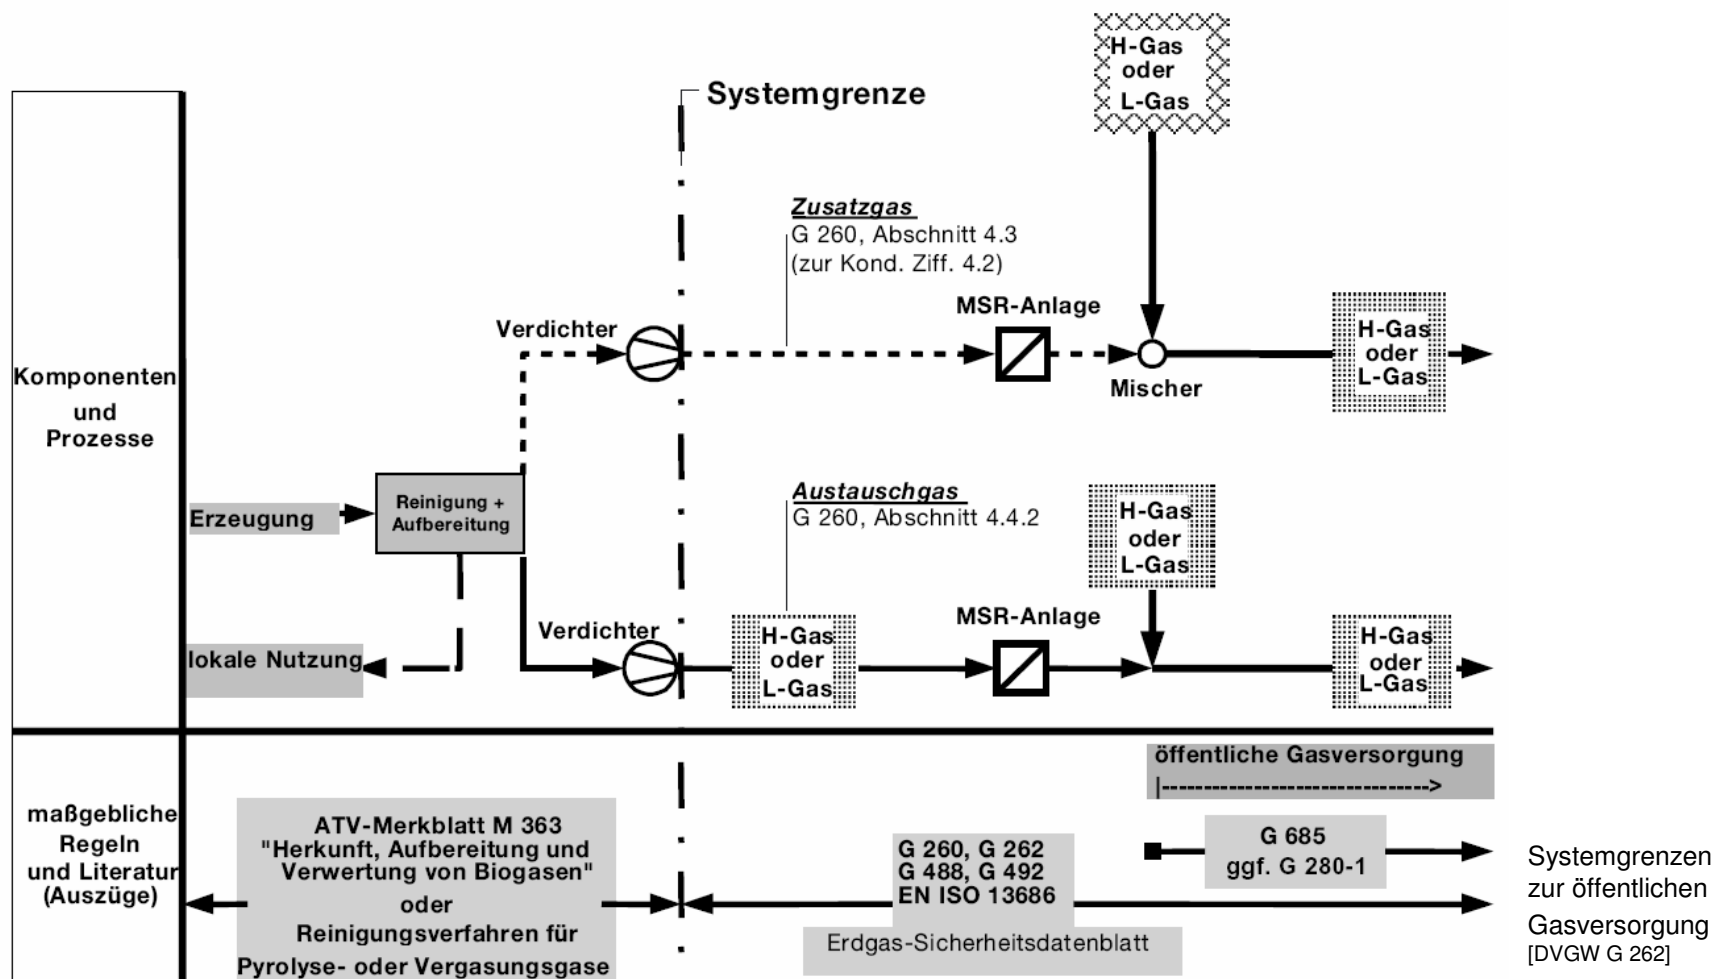 H-Gas
oder
L-Gas
Systemgrenze
Zusatzgas
G 260, Abschnitt 4.3
(zur Kond. Ziff. 4.2)
MSR-Anlage
Verdichter
H-Gas
oder
L-Gas
Mischer
Komponenten
und
Prozesse
Reinigung +
Aufbereitung
Erzeugung
Austauschgas
G 260, Abschnitt 4.4.2
H-Gas
oder
L-Gas
MSR-Anlage
Verdichter
lokale Nutzung
H-Gas
oder
L-Gas
H-Gas
oder
L-Gas
öffentliche Gasversorgung
|-------------------------------->
maßgebliche
Regeln
und Literatur
(Auszüge)
ATV-Merkblatt M 363
"Herkunft, Aufbereitung und
Verwertung von Biogasen"
oder
Reinigungsverfahren für
Pyrolyse- oder Vergasungsgase
G 260, G 262
G 488, G 492
EN ISO 13686
Erdgas-Sicherheitsdatenblatt
G 685
ggf. G 280-1
Systemgrenzen
zur öffentlichen
Gasversorgung
[DVGW G 262]